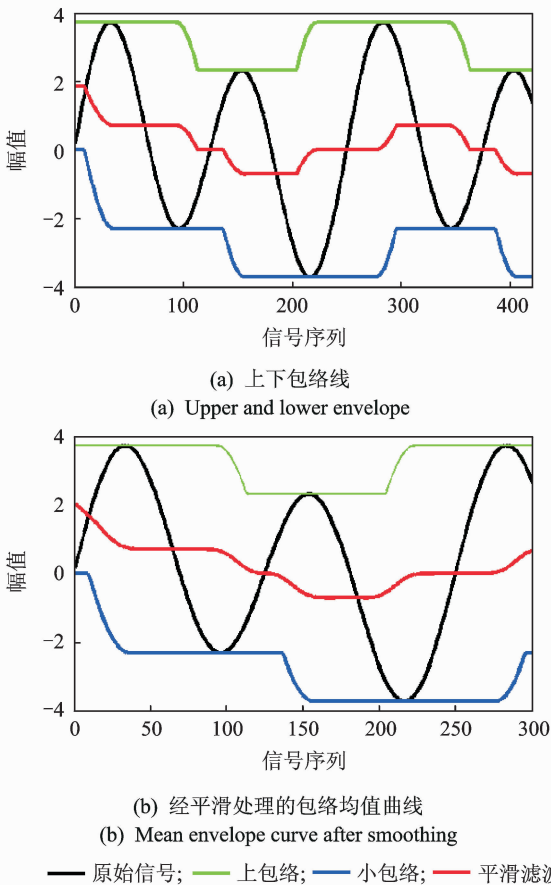 4
2
0
−2
−4
幅值
0
100
200
300
400
信号序列
(a) 上下包络线
(a) Upper and lower envelope
4
2
0
−2
−4
幅值
0
50
100
150
200
250
300
信号序列
(b) 经平滑处理的包络均值曲线
(b) Mean envelope curve after smoothing
原始信号; 上包络; 小包络; 平滑滤波